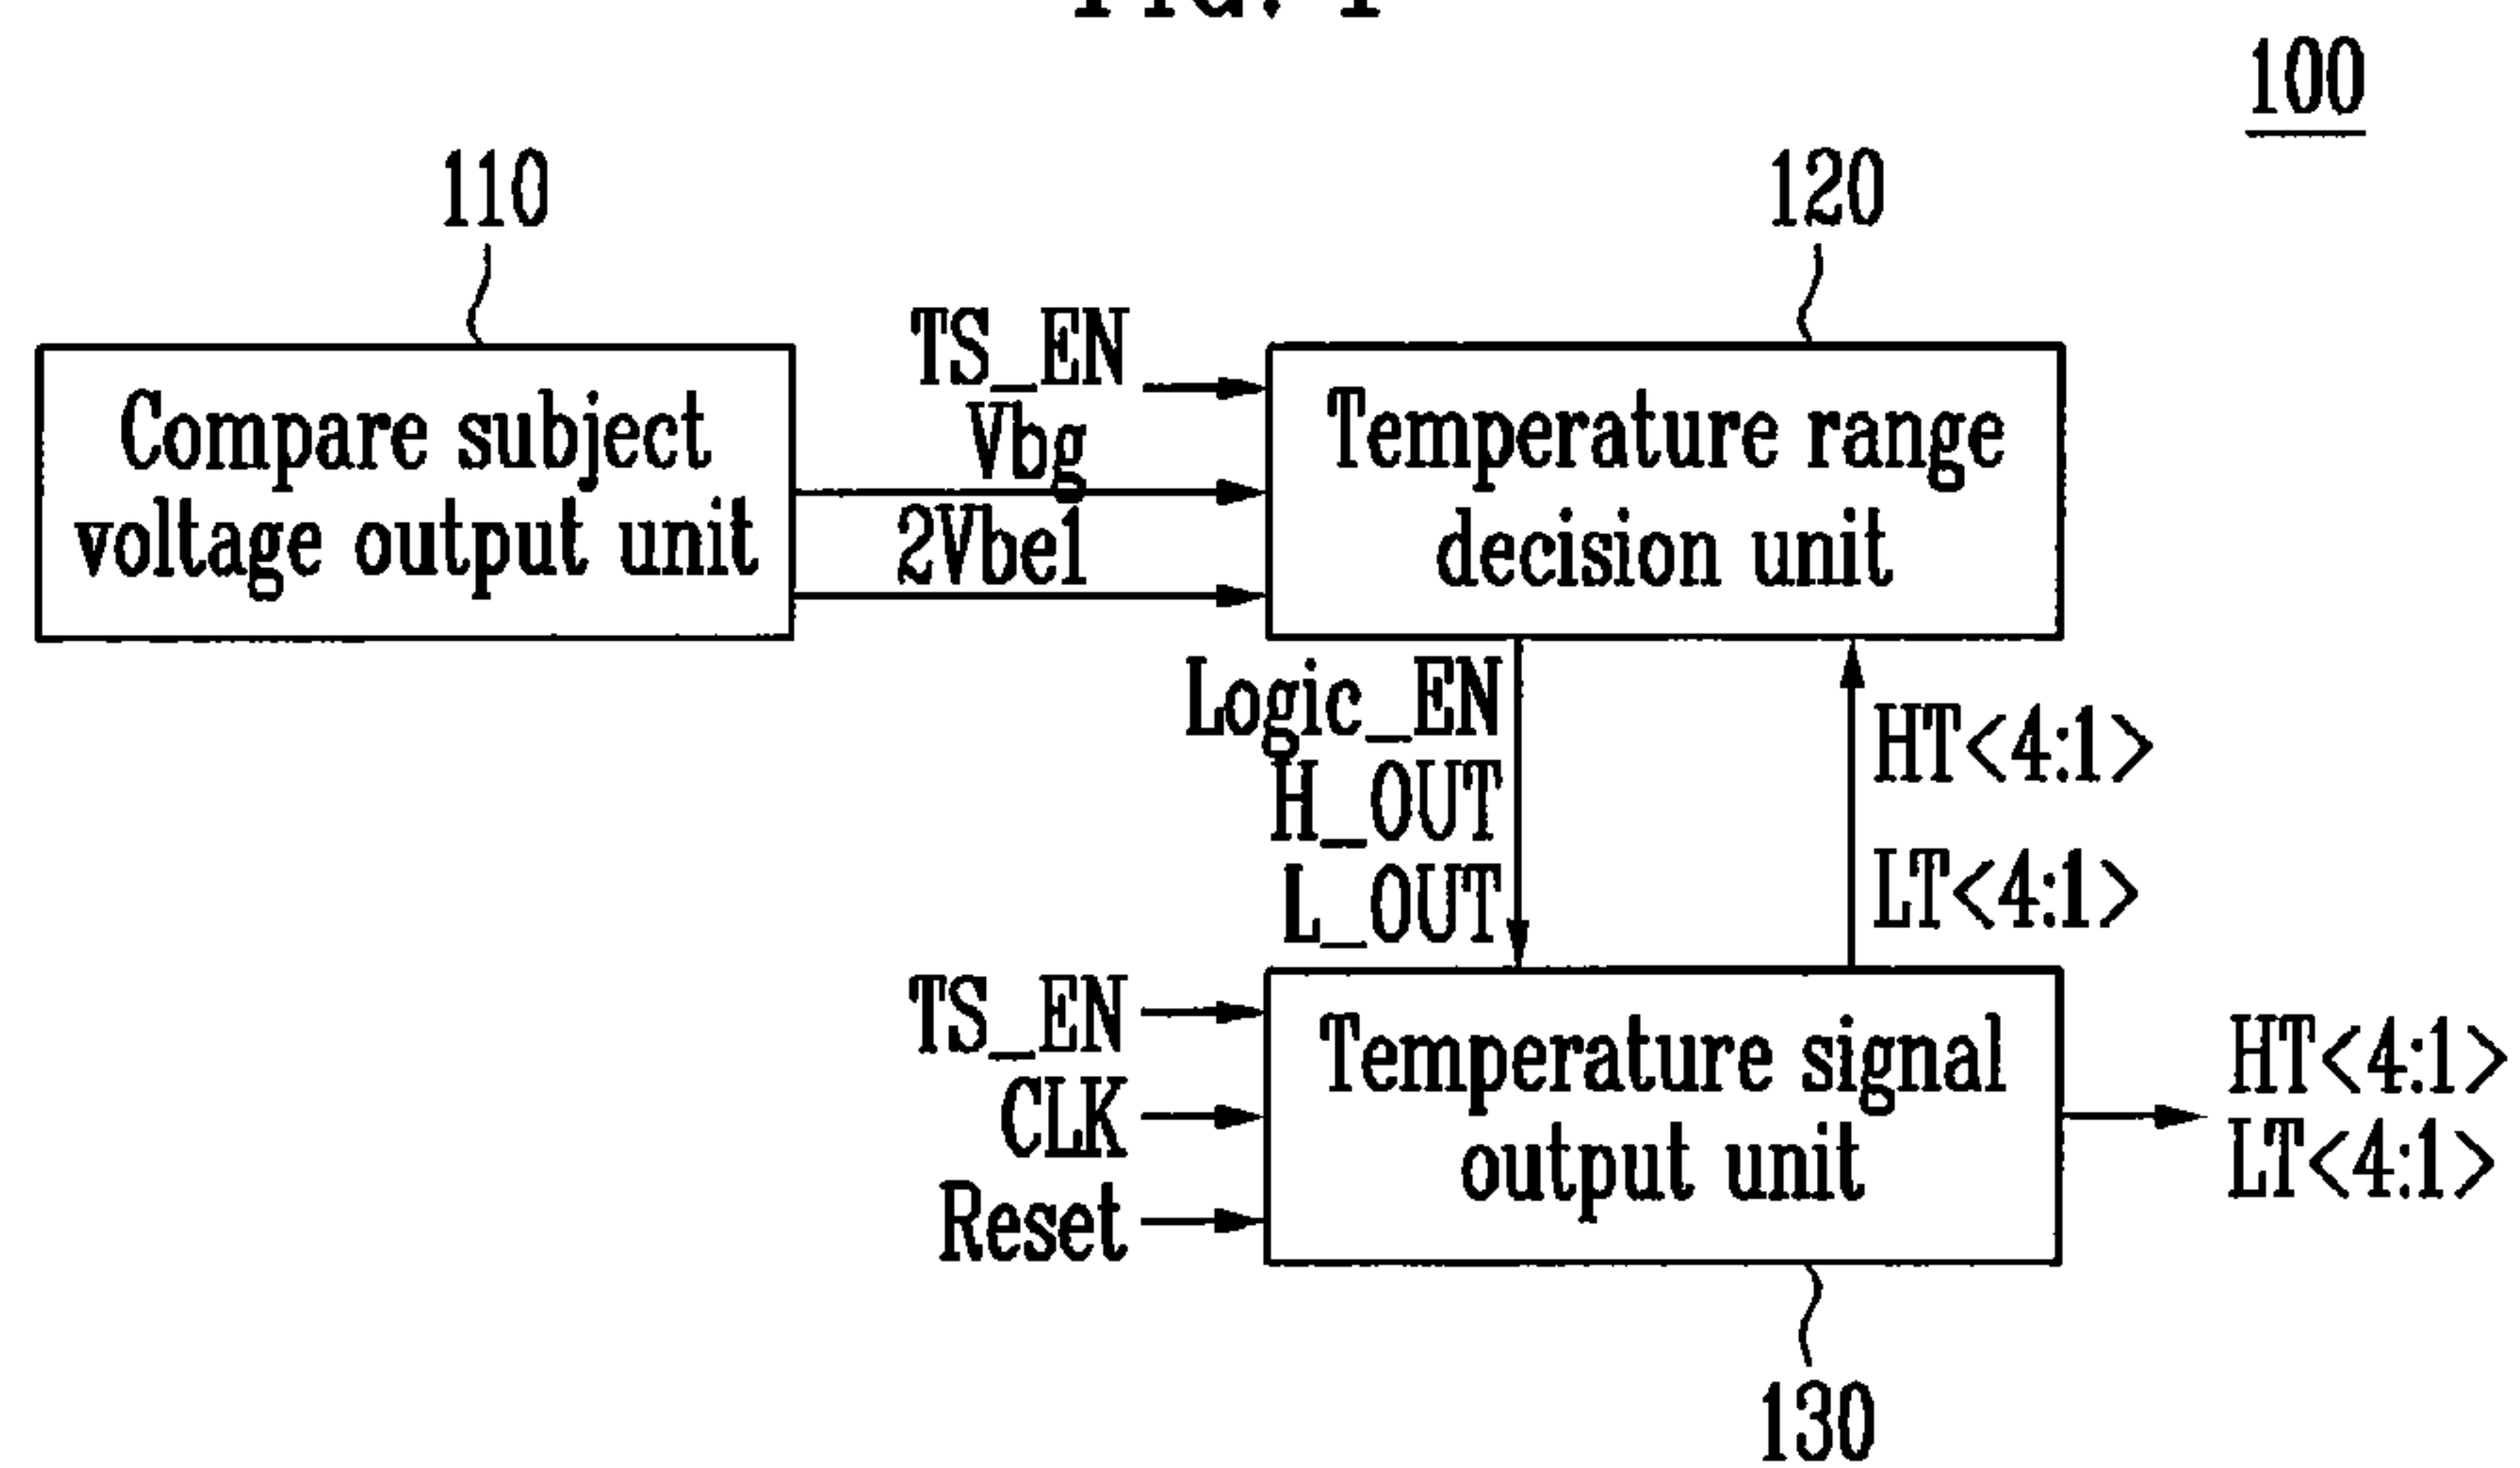 FIG. 1
100
110
120
Compare subject
voltage output unit
TS_EN
Vbg
2Vbe1
Temperature range
decision unit
Logic_EN
H_OUT
L_OUT
HT<4:1>
LT<4:1>
TS_EN
CLK
Reset
Temperature signal
output unit
HT<4:1>
LT<4:1>
130